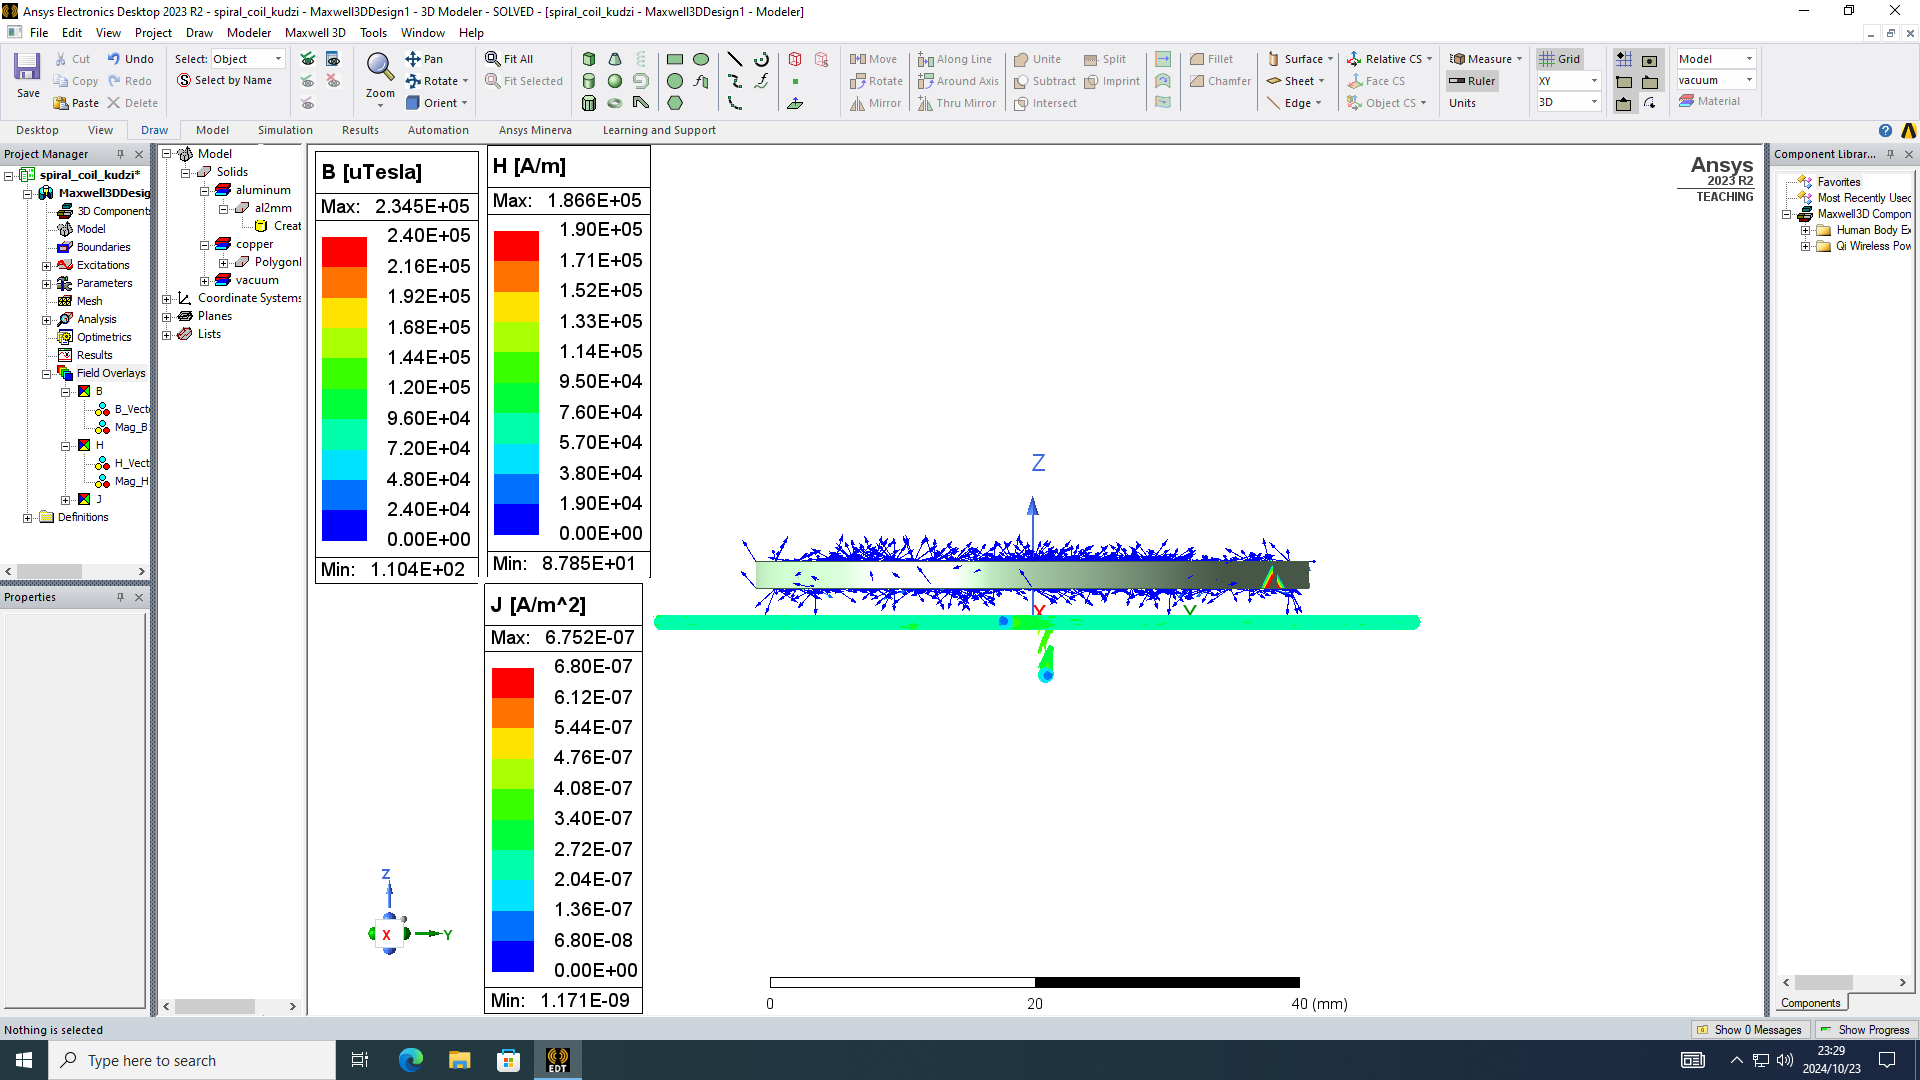 Ansys Electronics Desktop 2023 R2 - spiral_coil_kudzi - Maxwell3DDesign1 - 3D Modeler - SOLVED - [spiral_coil_kudzi - Maxwell3DDesign1 - Modeler]
File Edit View Project Draw Modeler Maxwell 3D Tools Window Help
Save
Cut
Copy
Paste
Undo
Redo
Delete
Select: Object
Select by Name
Zoom
Pan
Rotate
Orient
Fit All
Fit Selected
Move
Rotate
Mirror
Along Line
Around Axis
Thru Mirror
Unite
Subtract
Intersect
Split
Imprint
Fillet
Chamfer
Surface
Sheet
Edge
Relative CS
Face CS
Object CS
Measure
Ruler
Units
Grid
XY
3D
Model
vacuum
Material
Desktop View Draw Model Simulation Results Automation Ansys Minerva Learning and Support
Project Manager
spiral_coil_kudzi*
Maxwell3DDesig
3D Components
Model
Boundaries
Excitations
Parameters
Mesh
Analysis
Optimetrics
Results
Field Overlays
B
B_Vect
Mag_B
H
H_Vect
Mag_H
J
Definitions
Properties
Model
Solids
aluminum
al2mm
Creat
copper
Polygonl
vacuum
Coordinate Systems
Planes
Lists
B [uTesla]
Max: 2.345E+05
2.40E+05
2.16E+05
1.92E+05
1.68E+05
1.44E+05
1.20E+05
9.60E+04
7.20E+04
4.80E+04
2.40E+04
0.00E+00
Min: 1.104E+02
H [A/m]
Max: 1.866E+05
1.90E+05
1.71E+05
1.52E+05
1.33E+05
1.14E+05
9.50E+04
7.60E+04
5.70E+04
3.80E+04
1.90E+04
0.00E+00
Min: 8.785E+01
J [A/m^2]
Max: 6.752E-07
6.80E-07
6.12E-07
5.44E-07
4.76E-07
4.08E-07
3.40E-07
2.72E-07
2.04E-07
1.36E-07
6.80E-08
0.00E+00
Min: 1.171E-09
Ansys
2023 R2
TEACHING
Z
X
Y
Z
X
Y
0 20 40 (mm)
Component Librar...
Favorites
Most Recently Usec
Maxwell3D Compon
Human Body Ex
Qi Wireless Pow
Components
Nothing is selected
Show 0 Messages
Show Progress
Type here to search
EDT
23:29
2024/10/23